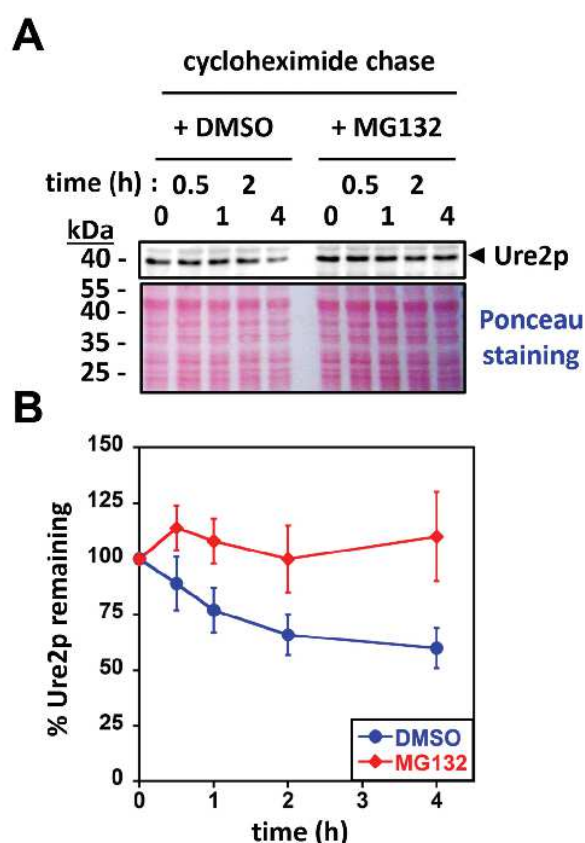 A
cycloheximide chase
+ DMSO + MG132
time (h) : 0.5 2 0.5 2
0 1 4 0 1 4
kDa
40 - Ure2p
55 -
40 - Ponceau
35 - staining
25 -
B
150
125
100
75
50
25
0
% Ure2p remaining
DMSO
MG132
0 1 2 3 4
time (h)